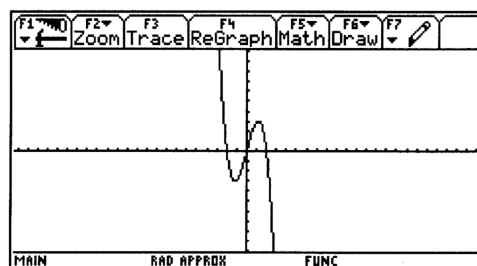 F1 F2 Zoom F3 Trace F4 ReGraph F5 Math F6 Draw F7
MAIN RAD APPROX FUNC